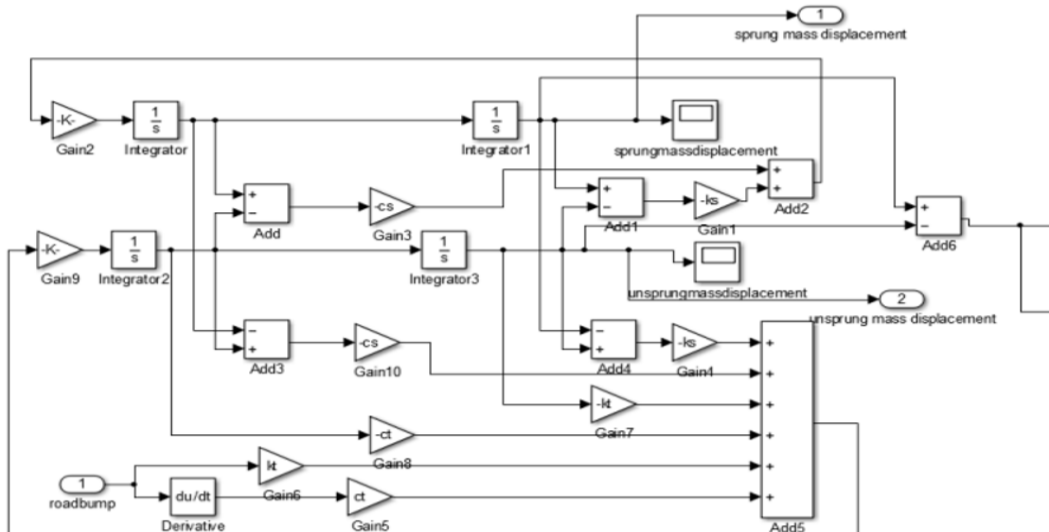 1
sprung mass displacement
-K-
Gain2
1
s
Integrator
1
s
Integrator1
sprungmassdisplacement
+
−
Add
-cs
Gain3
+
−
Add1
-ks
Gain1
+
+
Add2
+
−
Add6
-K-
Gain9
1
s
Integrator2
1
s
Integrator3
unsprungmassdisplacement
2
unsprung mass displacement
−
+
Add3
-cs
Gain10
−
+
Add4
-ks
Gain4
-kt
Gain7
-ct
Gain8
1
roadbump
kt
Gain6
du/dt
Derivative
ct
Gain5
+
+
+
+
+
+
Add5